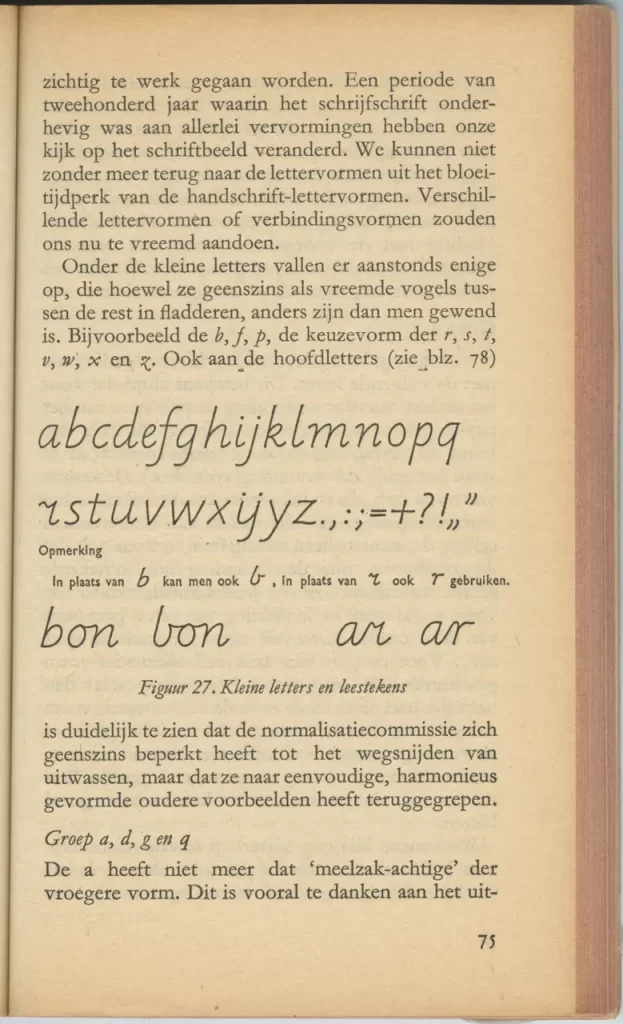 zichtig te werk gegaan worden. Een periode van
tweehonderd jaar waarin het schrijfschrift onder-
hevig was aan allerlei vervormingen hebben onze
kijk op het schriftbeeld veranderd. We kunnen niet
zonder meer terug naar de lettervormen uit het bloei-
tijdperk van de handschrift-lettervormen. Verschil-
lende lettervormen of verbindingsvormen zouden
ons nu te vreemd aandoen.
Onder de kleine letters vallen er aanstonds enige
op, die hoewel ze geenszins als vreemde vogels tus-
sen de rest in fladderen, anders zijn dan men gewend
is. Bijvoorbeeld de b, f, p, de keuzevorm der r, s, t,
v, w, x en z. Ook aan de hoofdletters (zie blz. 78)
abcdefghijklmnopq
rstuvwxijyz.,:;=+?!„”
Opmerking
In plaats van b kan men ook b , in plaats van r ook r gebruiken.
bon bon ar ar
Figuur 27. Kleine letters en leestekens
is duidelijk te zien dat de normalisatiecommissie zich
geenszins beperkt heeft tot het wegsnijden van
uitwassen, maar dat ze naar eenvoudige, harmonieus
gevormde oudere voorbeelden heeft teruggegrepen.
Groep a, d, g en q
De a heeft niet meer dat ‘meelzak-achtige’ der
vroegere vorm. Dit is vooral te danken aan het uit-
75